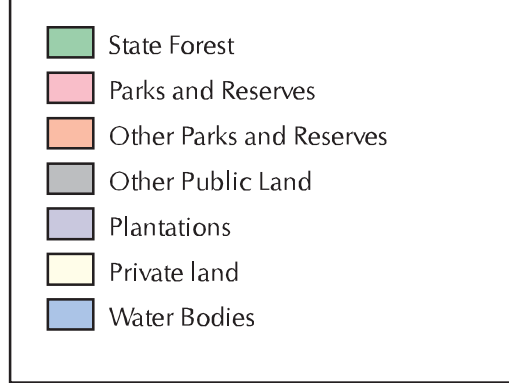 State Forest
Parks and Reserves
Other Parks and Reserves
Other Public Land
Plantations
Private land
Water Bodies